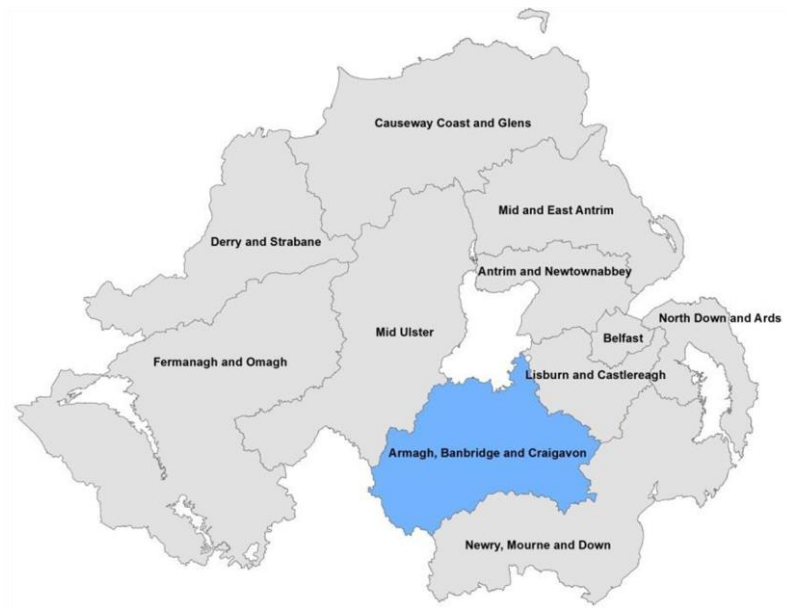 Causeway Coast and Glens
Mid and East Antrim
Derry and Strabane
Antrim and Newtownabbey
North Down and Ards
Mid Ulster
Belfast
Fermanagh and Omagh
Lisburn and Castlereagh
Armagh, Banbridge and Craigavon
Newry, Mourne and Down